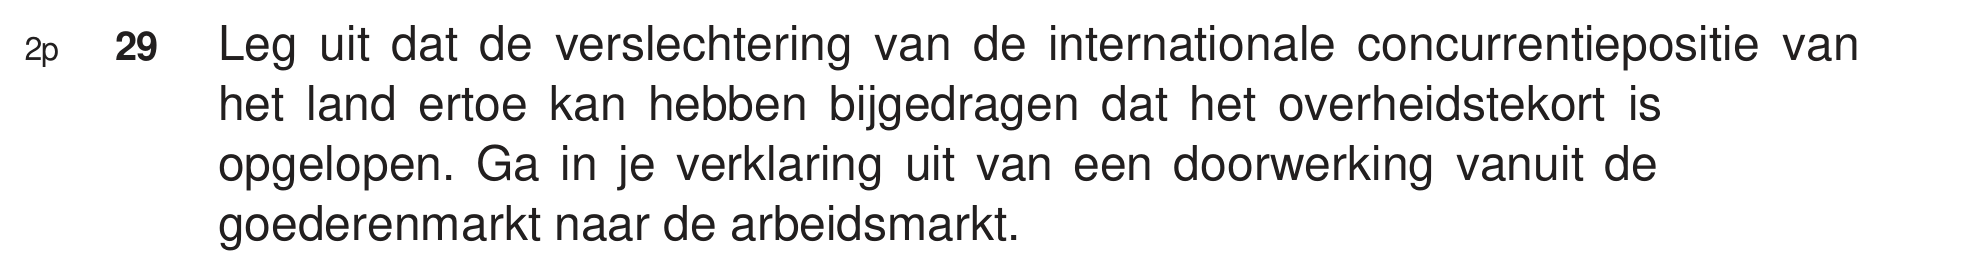 2p 29 Leg uit dat de verslechtering van de internationale concurrentiepositie van
het land ertoe kan hebben bijgedragen dat het overheidstekort is
opgelopen. Ga in je verklaring uit van een doorwerking vanuit de
goederenmarkt naar de arbeidsmarkt.